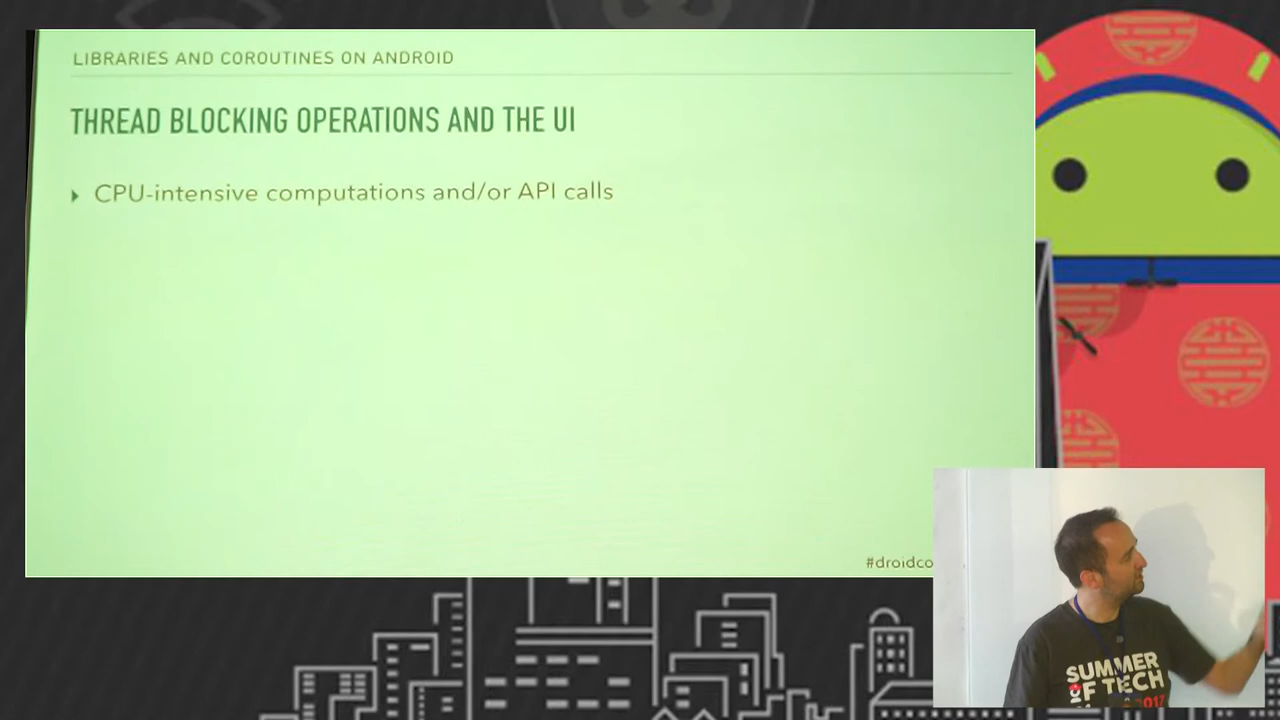 LIBRARIES AND COROUTINES ON ANDROID
THREAD BLOCKING OPERATIONS AND THE UI
CPU-intensive computations and/or API calls
#droidco
SUMMER
OF TECH
2017